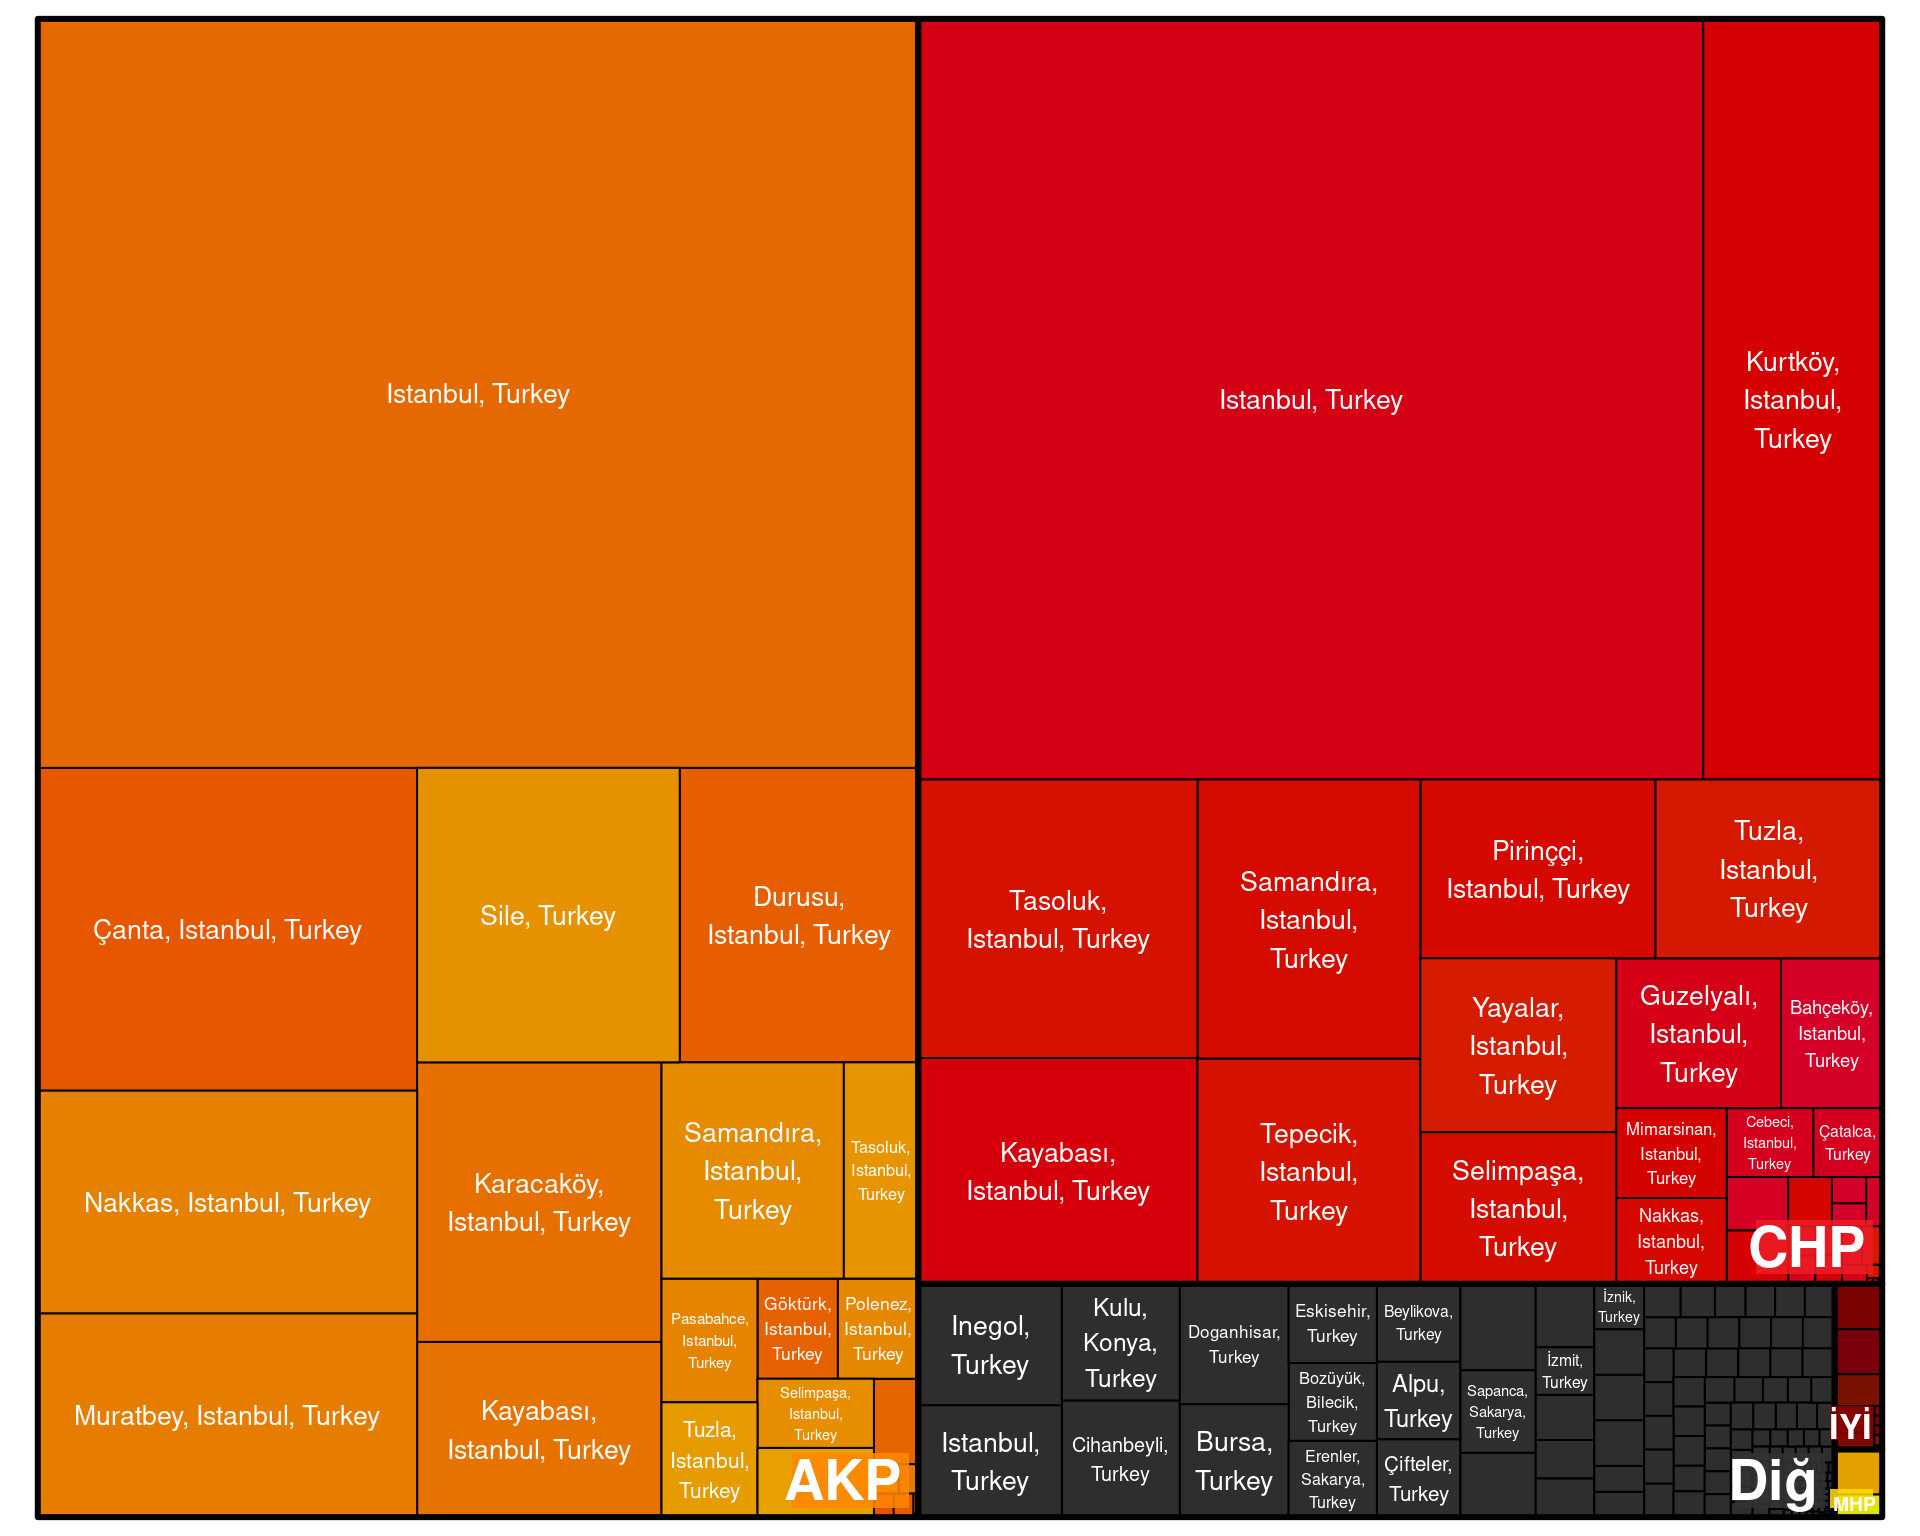 Istanbul, Turkey
Çanta, Istanbul, Turkey
Sile, Turkey
Durusu,
Istanbul, Turkey
Nakkas, Istanbul, Turkey
Muratbey, Istanbul, Turkey
Karacaköy,
Istanbul, Turkey
Kayabası,
Istanbul, Turkey
Samandıra,
Istanbul,
Turkey
Tasoluk,
Istanbul,
Turkey
Pasabahce,
Istanbul,
Turkey
Göktürk,
Istanbul,
Turkey
Polenez,
Istanbul,
Turkey
Tuzla,
Istanbul,
Turkey
Selimpaşa,
Istanbul,
Turkey
AKP
Istanbul, Turkey
Kurtköy,
Istanbul,
Turkey
Tasoluk,
Istanbul, Turkey
Samandıra,
Istanbul,
Turkey
Pirinççi,
Istanbul, Turkey
Tuzla,
Istanbul,
Turkey
Kayabası,
Istanbul, Turkey
Tepecik,
Istanbul,
Turkey
Yayalar,
Istanbul,
Turkey
Guzelyalı,
Istanbul,
Turkey
Bahçeköy,
Istanbul,
Turkey
Selimpaşa,
Istanbul,
Turkey
Mimarsinan,
Istanbul,
Turkey
Cebeci,
Istanbul,
Turkey
Çatalca,
Turkey
Nakkas,
Istanbul,
Turkey
CHP
Inegol,
Turkey
Kulu,
Konya,
Turkey
Doganhisar,
Turkey
Eskisehir,
Turkey
Beylikova,
Turkey
İznik,
Turkey
Istanbul,
Turkey
Cihanbeyli,
Turkey
Bursa,
Turkey
Bozüyük,
Bilecik,
Turkey
Erenler,
Sakarya,
Turkey
Alpu,
Turkey
Çifteler,
Turkey
Sapanca,
Sakarya,
Turkey
İzmit,
Turkey
Diğ
İYİ
MHP